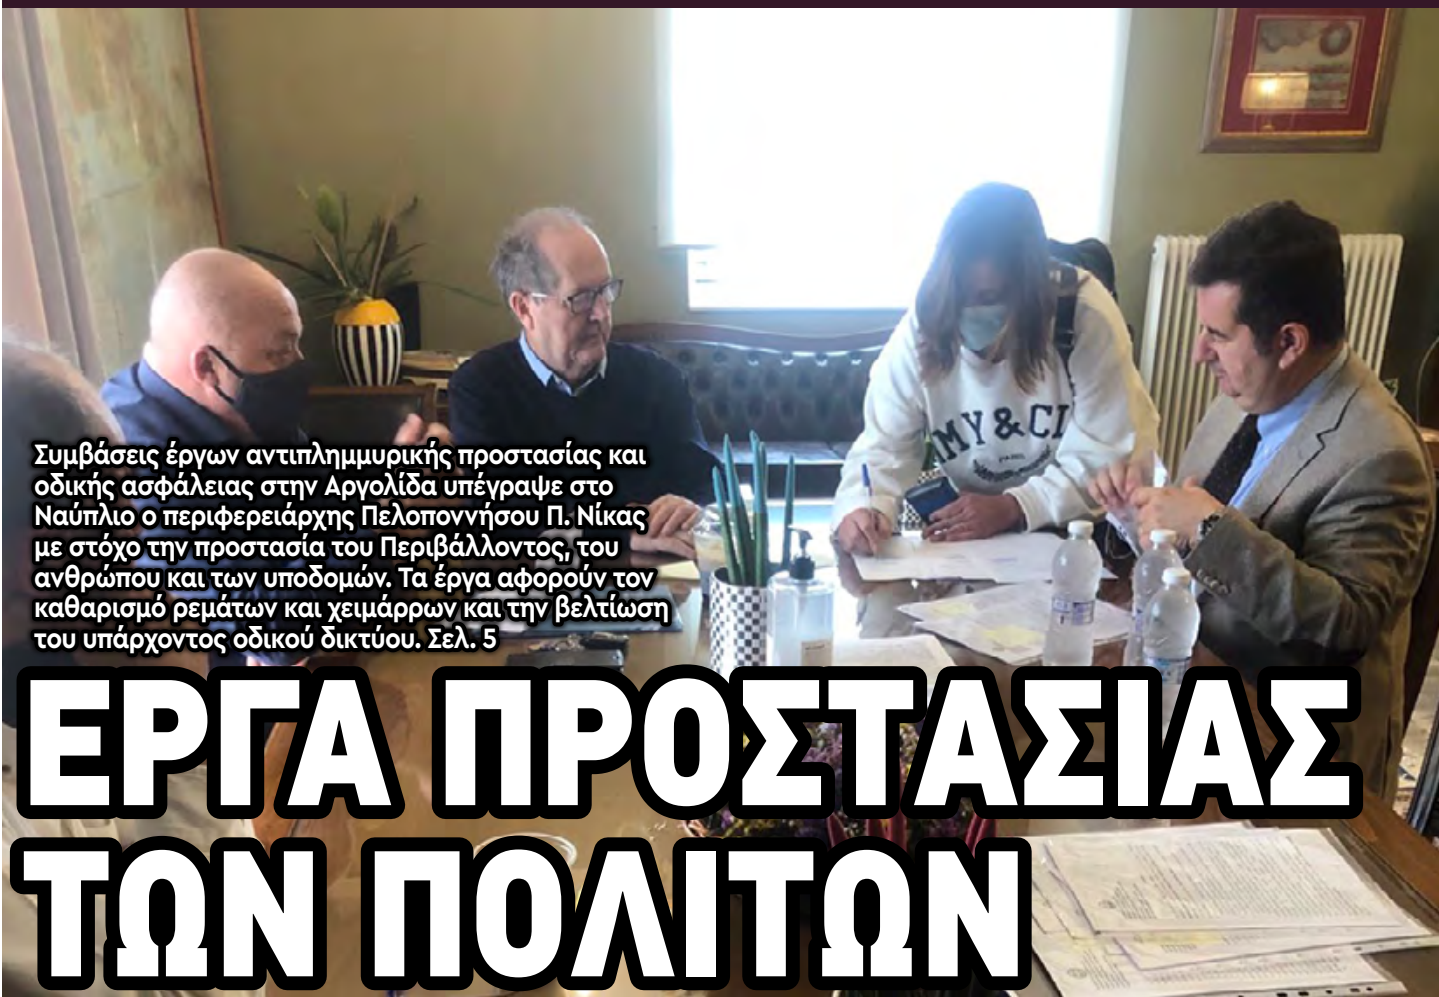 Συμβάσεις έργων αντιπλημμυρικής προστασίας και
οδικής ασφάλειας στην Αργολίδα υπέγραψε στο
Ναύπλιο ο περιφερειάρχης Πελοποννήσου Π. Νίκας
με στόχο την προστασία του Περιβάλλοντος, του
ανθρώπου και των υποδομών. Τα έργα αφορούν τον
καθαρισμό ρεμάτων και χειμάρρων και την βελτίωση
του υπάρχοντος οδικού δικτύου. Σελ. 5
ΕΡΓΑ ΠΡΟΣΤΑΣΙΑΣ
ΤΩΝ ΠΟΛΙΤΩΝ